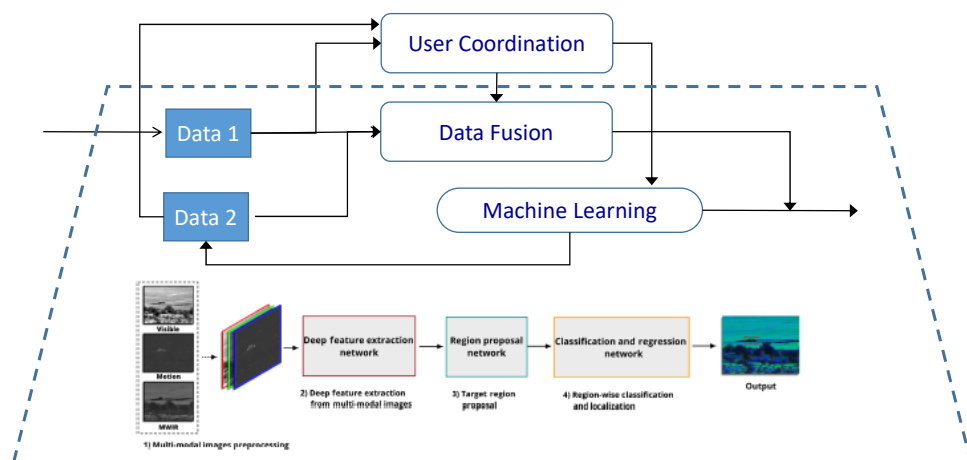 User Coordination
Data 1
Data Fusion
Data 2
Machine Learning
Visible
Motion
MWIR
1) Multi-modal images preprocessing
Deep feature extraction
network
2) Deep feature extraction
from multi-modal images
Region proposal
network
3) Target region
proposal
Classification and regression
network
4) Region-wise classification
and localization
Output